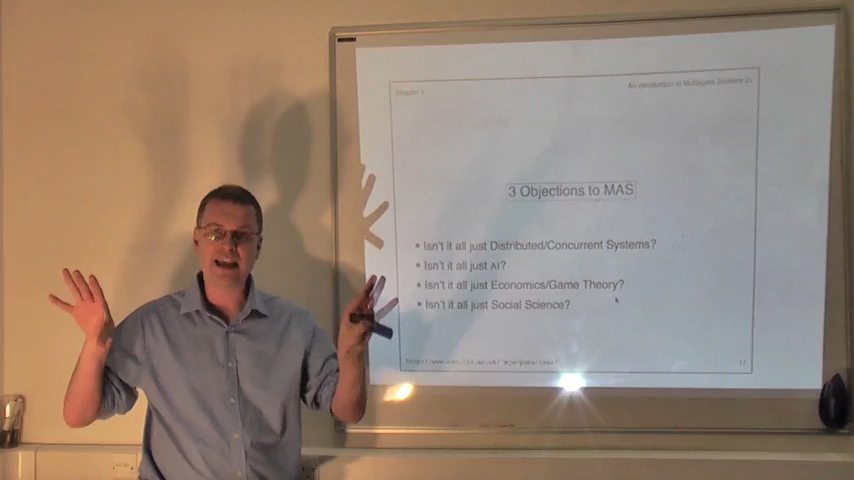 Chapter 1
An Introduction to Multiagent Systems 2e
3 Objections to MAS
• Isn't it all just Distributed/Concurrent Systems?
• Isn't it all just AI?
• Isn't it all just Economics/Game Theory?
• Isn't it all just Social Science?